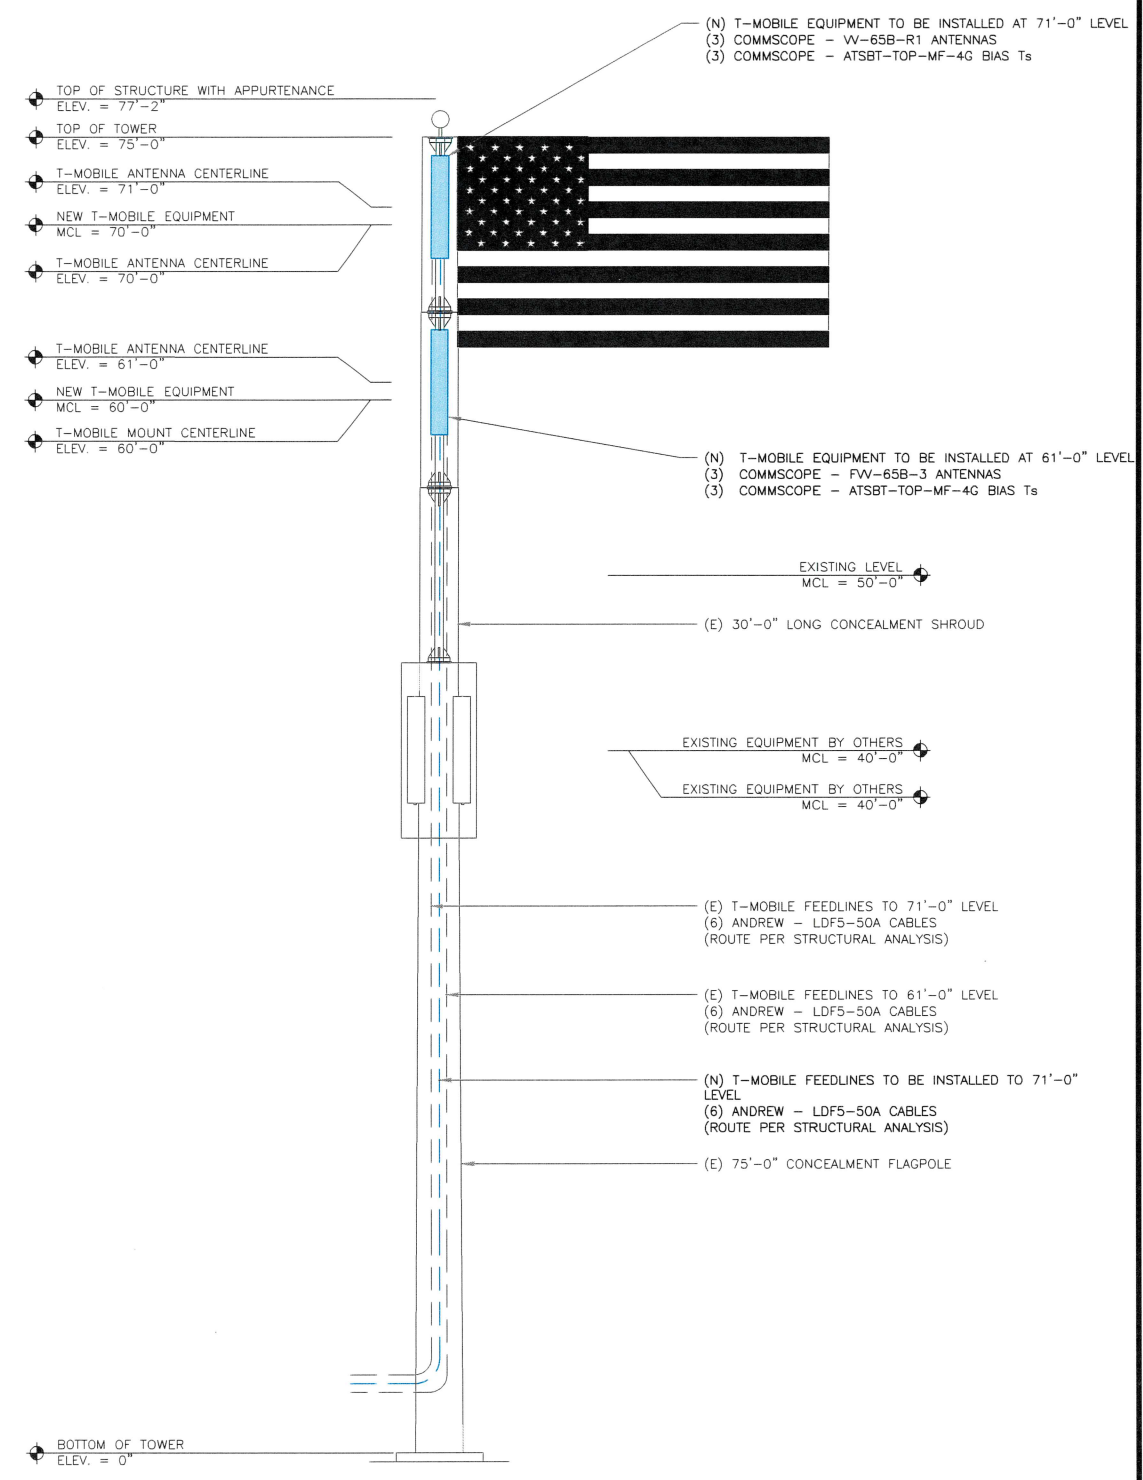 (N) T-MOBILE EQUIPMENT TO BE INSTALLED AT 71'-0" LEVEL
(3) COMMSCOPE - VV-65B-R1 ANTENNAS
(3) COMMSCOPE - ATSBT-TOP-MF-4G BIAS Ts
TOP OF STRUCTURE WITH APPURTENANCE
ELEV. = 77'-2"
TOP OF TOWER
ELEV. = 75'-0"
T-MOBILE ANTENNA CENTERLINE
ELEV. = 71'-0"
NEW T-MOBILE EQUIPMENT
MCL = 70'-0"
T-MOBILE ANTENNA CENTERLINE
ELEV. = 70'-0"
T-MOBILE ANTENNA CENTERLINE
ELEV. = 61'-0"
NEW T-MOBILE EQUIPMENT
MCL = 60'-0"
T-MOBILE MOUNT CENTERLINE
ELEV. = 60'-0"
(N) T-MOBILE EQUIPMENT TO BE INSTALLED AT 61'-0" LEVEL
(3) COMMSCOPE - FVV-65B-3 ANTENNAS
(3) COMMSCOPE - ATSBT-TOP-MF-4G BIAS Ts
EXISTING LEVEL
MCL = 50'-0"
(E) 30'-0" LONG CONCEALMENT SHROUD
EXISTING EQUIPMENT BY OTHERS
MCL = 40'-0"
EXISTING EQUIPMENT BY OTHERS
MCL = 40'-0"
(E) T-MOBILE FEEDLINES TO 71'-0" LEVEL
(6) ANDREW - LDF5-50A CABLES
(ROUTE PER STRUCTURAL ANALYSIS)
(E) T-MOBILE FEEDLINES TO 61'-0" LEVEL
(6) ANDREW - LDF5-50A CABLES
(ROUTE PER STRUCTURAL ANALYSIS)
(N) T-MOBILE FEEDLINES TO BE INSTALLED TO 71'-0"
LEVEL
(6) ANDREW - LDF5-50A CABLES
(ROUTE PER STRUCTURAL ANALYSIS)
(E) 75'-0" CONCEALMENT FLAGPOLE
BOTTOM OF TOWER
ELEV. = 0"